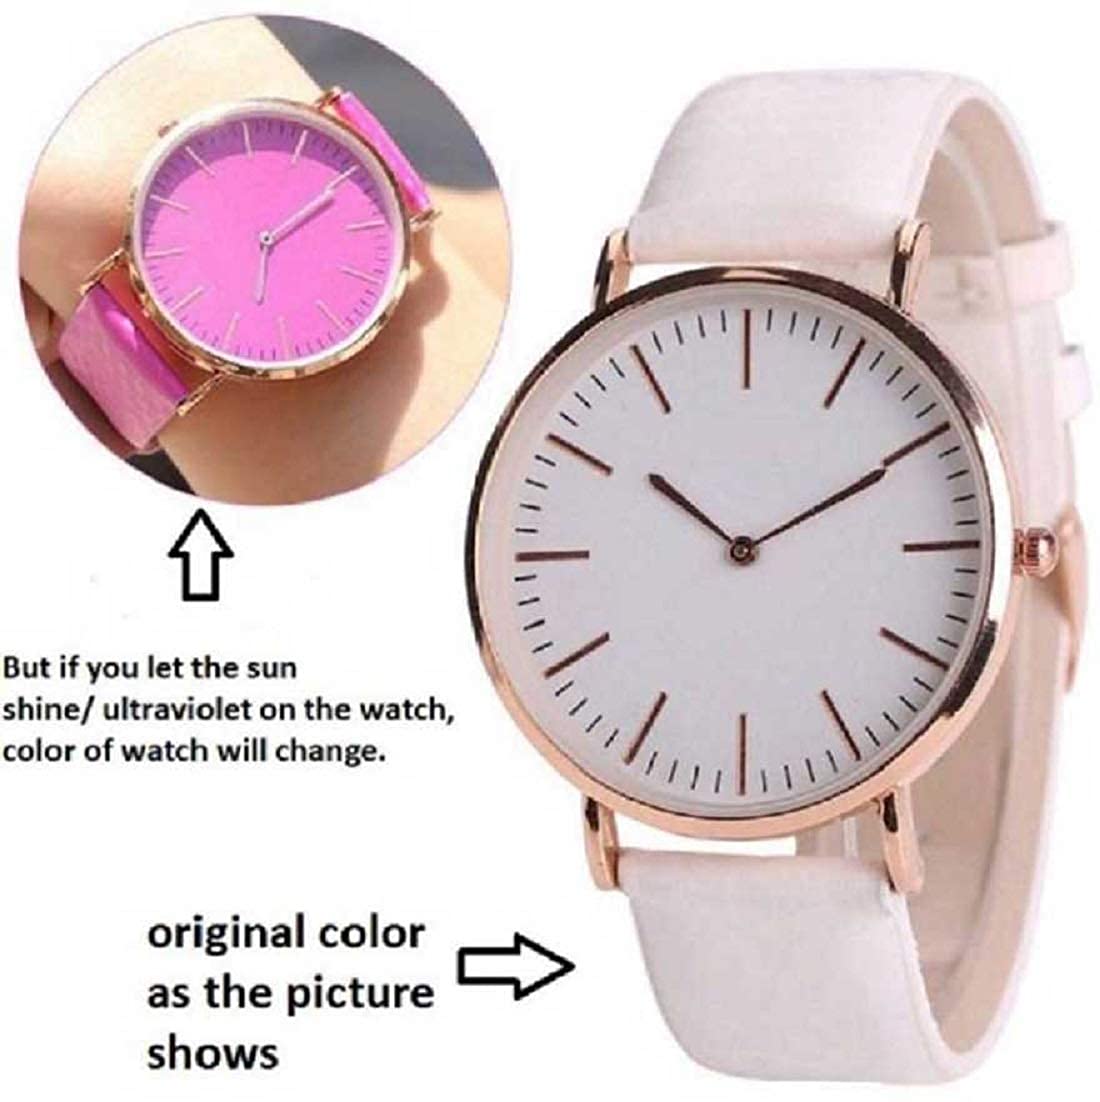 But if you let the sun
shine/ ultraviolet on the watch,
color of watch will change.
original color
as the picture
shows